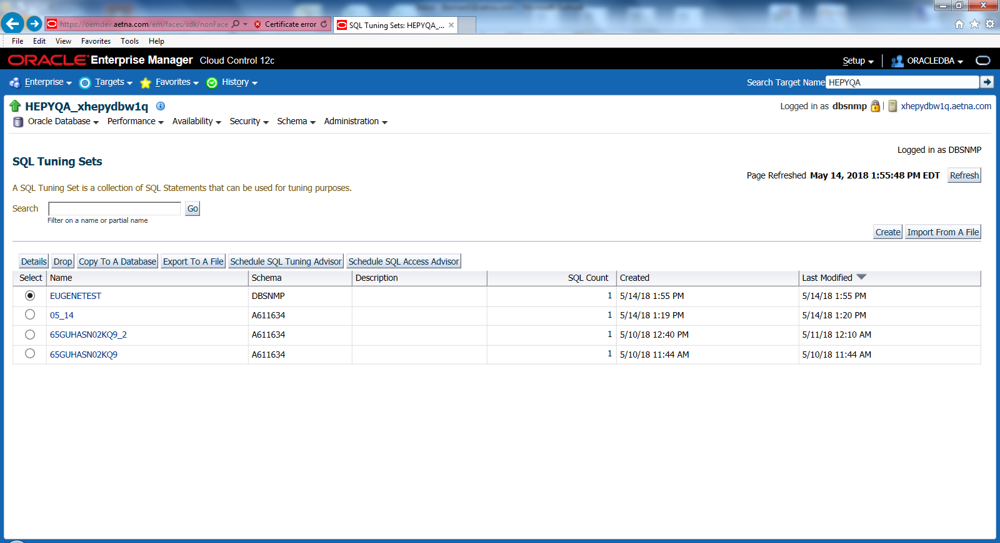 https://oemdev.aetna.com/em/faces/sdk/nonFace Certificate error SQL Tuning Sets: HEPYQA_...
File Edit View Favorites Tools Help
ORACLE Enterprise Manager Cloud Control 12c Setup ORACLEDBA
Enterprise Targets Favorites History Search Target Name HEPYQA
HEPYQA_xhepydbw1q Logged in as dbsnmp xhepydbw1q.aetna.com
Oracle Database Performance Availability Security Schema Administration
Logged in as DBSNMP
SQL Tuning Sets
Page Refreshed May 14, 2018 1:55:48 PM EDT Refresh
A SQL Tuning Set is a collection of SQL Statements that can be used for tuning purposes.
Search Go
Filter on a name or partial name
Create Import From A File
Details Drop Copy To A Database Export To A File Schedule SQL Tuning Advisor Schedule SQL Access Advisor
Select Name Schema Description SQL Count Created Last Modified
EUGENETEST DBSNMP 1 5/14/18 1:55 PM 5/14/18 1:55 PM
05_14 A611634 1 5/14/18 1:19 PM 5/14/18 1:20 PM
65GUHASN02KQ9_2 A611634 1 5/10/18 12:40 PM 5/11/18 12:10 AM
65GUHASN02KQ9 A611634 1 5/10/18 11:44 AM 5/10/18 11:44 AM